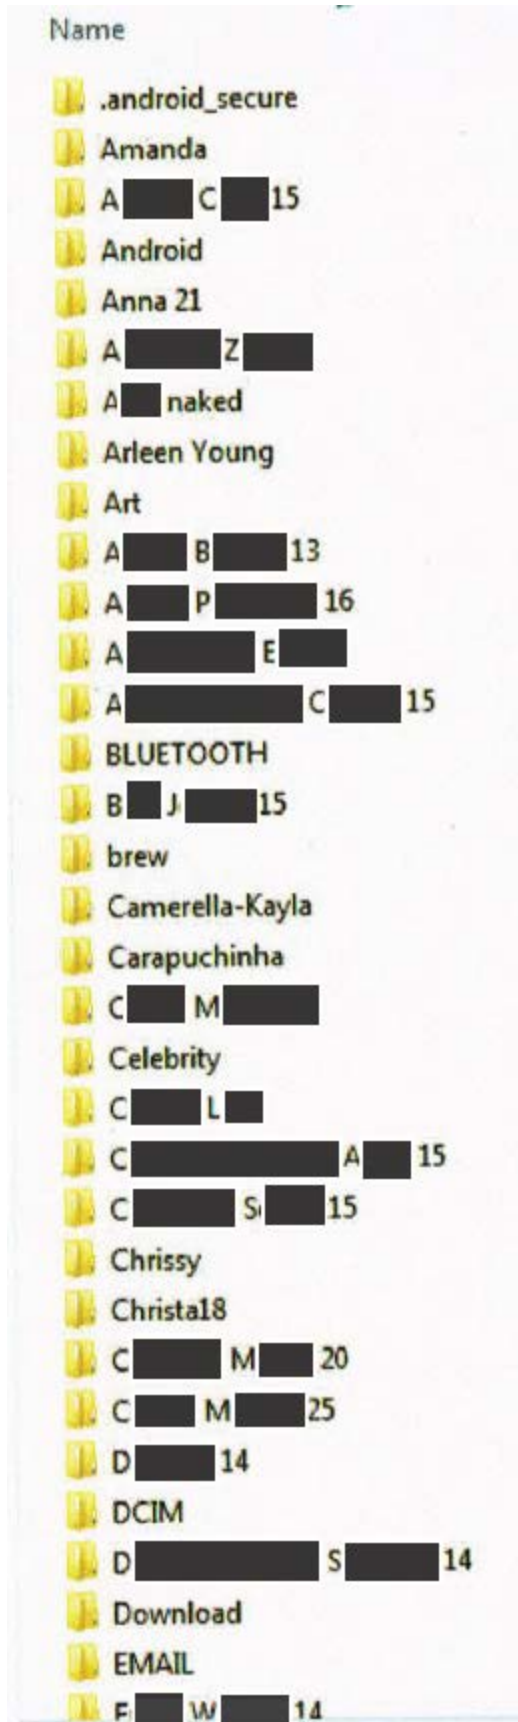 Name
.android_secure
Amanda
A C 15
Android
Anna 21
A Z
A naked
Arleen Young
Art
A B 13
A P 16
A E
A C 15
BLUETOOTH
B J 15
brew
Camerella-Kayla
Carapuchinha
C M
Celebrity
C L
C A 15
C S 15
Chrissy
Christa18
C M 20
C M 25
D 14
DCIM
D S 14
Download
EMAIL
W 14